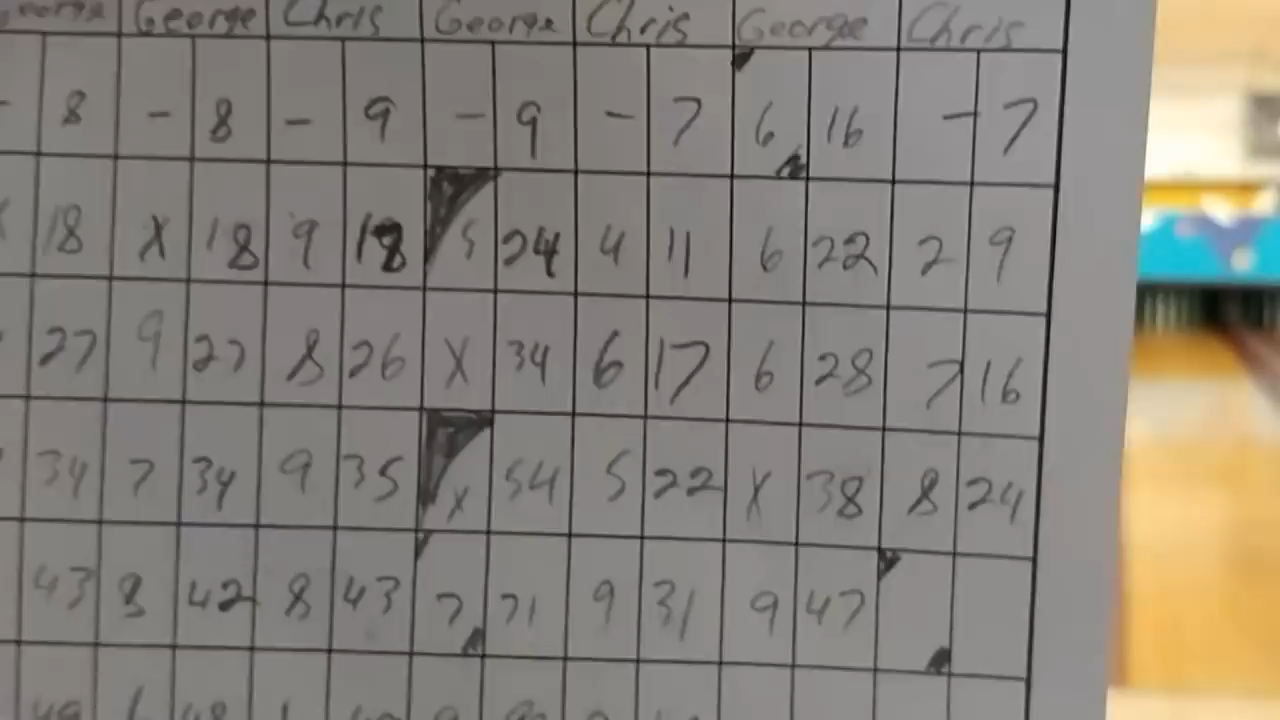 George George Chris George Chris George Chris
- 8 - 8 - 9 - 9 - 7 6 16 - 7
X 18 X 18 9 18 5 24 4 11 6 22 2 9
27 9 27 8 26 X 34 6 17 6 28 7 16
34 7 34 9 35 X 54 5 22 X 38 8 24
43 8 42 8 43 7 71 9 31 9 47